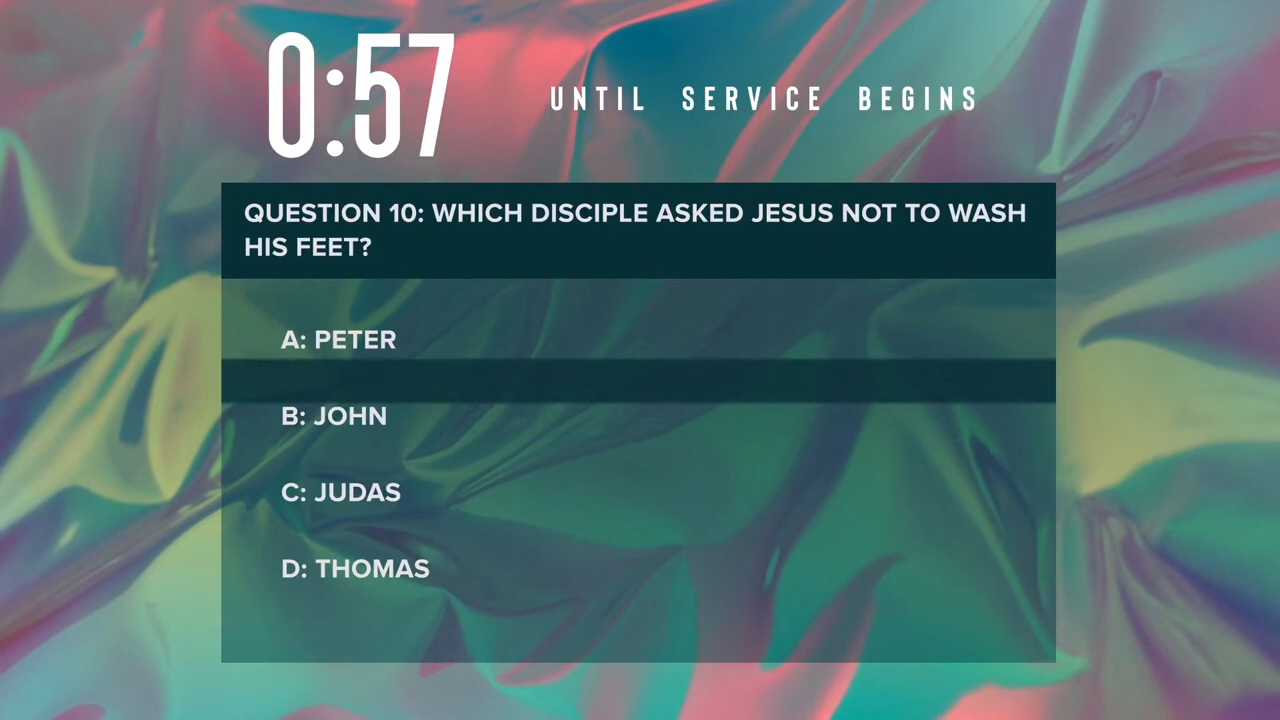 0:57
UNTIL SERVICE BEGINS
QUESTION 10: WHICH DISCIPLE ASKED JESUS NOT TO WASH
HIS FEET?
A: PETER
B: JOHN
C: JUDAS
D: THOMAS